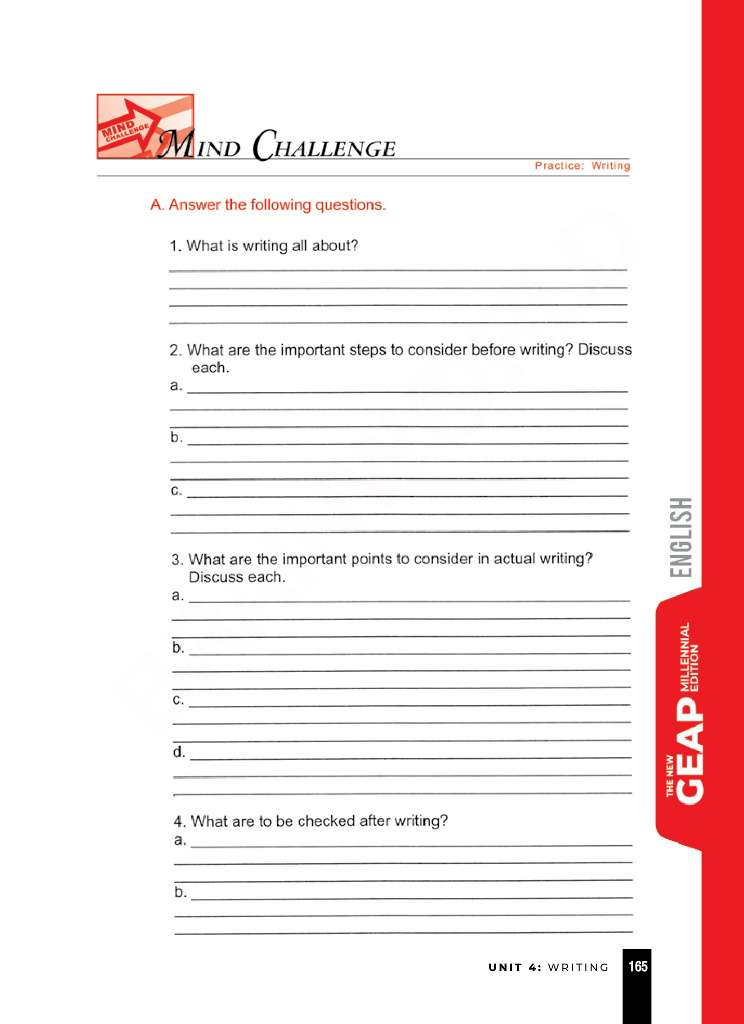 MIND
CHALLENGE
MIND CHALLENGE
Practice: Writing
A. Answer the following questions.
1. What is writing all about?
2. What are the important steps to consider before writing? Discuss
each.
a.
b.
c.
3. What are the important points to consider in actual writing?
Discuss each.
a.
b.
c.
d.
4. What are to be checked after writing?
a.
b.
ENGLISH
THE NEW
GEAP
MILLENNIAL
EDITION
UNIT 4: WRITING
165